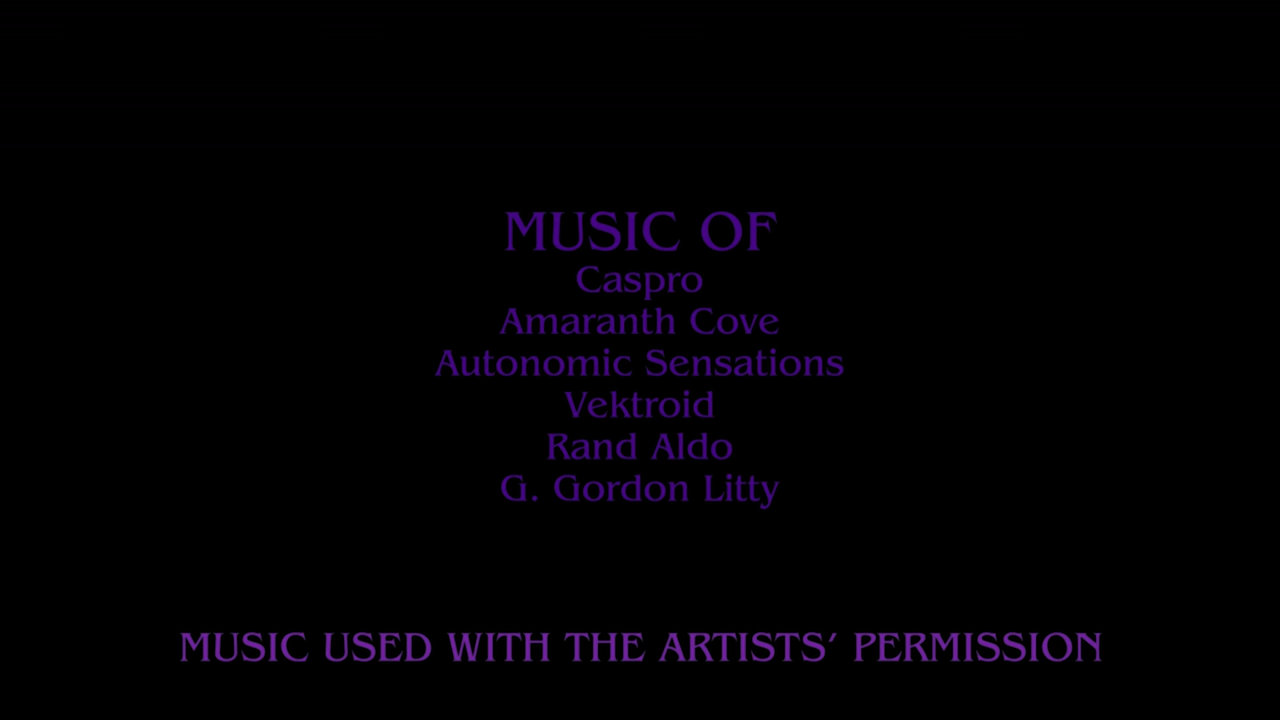 MUSIC OF
Caspro
Amaranth Cove
Autonomic Sensations
Vektroid
Rand Aldo
G. Gordon Litty
MUSIC USED WITH THE ARTISTS’ PERMISSION